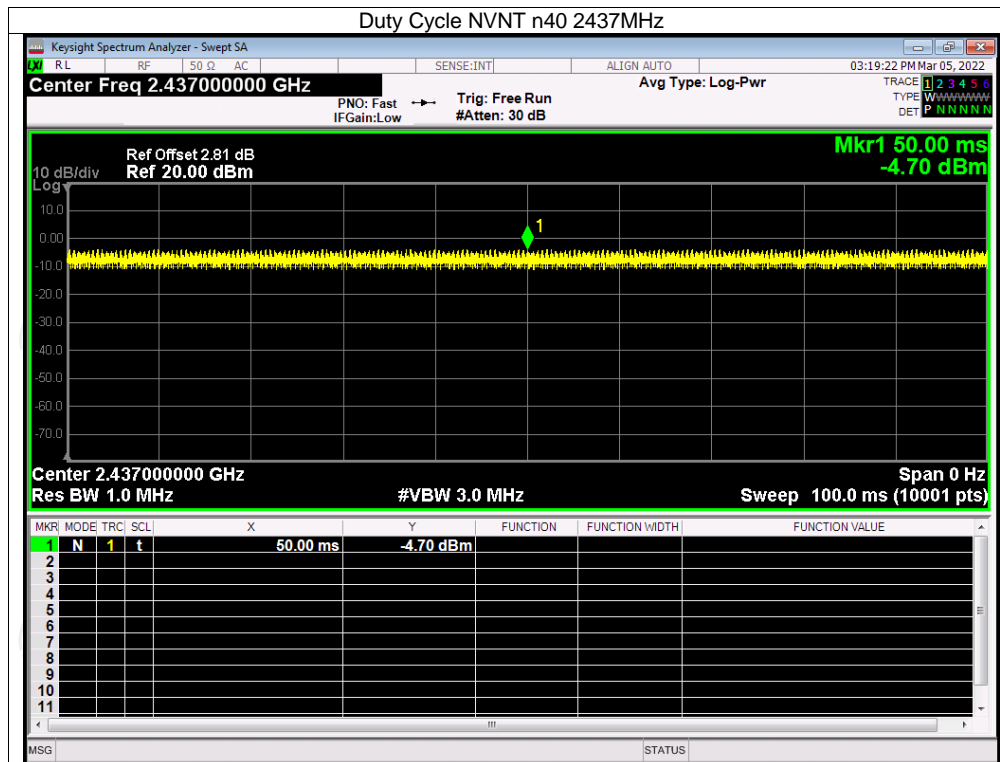 Duty Cycle NVNT n40 2437MHz
Keysight Spectrum Analyzer - Swept SA
LXI RL RF 50 Ω AC SENSE:INT ALIGN AUTO 03:19:22 PM Mar 05, 2022
Center Freq 2.437000000 GHz
Avg Type: Log-Pwr
TRACE 1 2 3 4 5 6
PNO: Fast Trig: Free Run
TYPE WWWWWW
IFGain:Low #Atten: 30 dB
DET P N N N N N
Mkr1 50.00 ms
-4.70 dBm
Ref Offset 2.81 dB
10 dB/div Ref 20.00 dBm
Log
10.0
1
0.00
-10.0
-20.0
-30.0
-40.0
-50.0
-60.0
-70.0
Center 2.437000000 GHz Span 0 Hz
Res BW 1.0 MHz #VBW 3.0 MHz Sweep 100.0 ms (10001 pts)
MKR MODE TRC SCL X Y FUNCTION FUNCTION WIDTH FUNCTION VALUE
1 N 1 t 50.00 ms -4.70 dBm
2
3
4
5
6
7
8
9
10
11
MSG STATUS